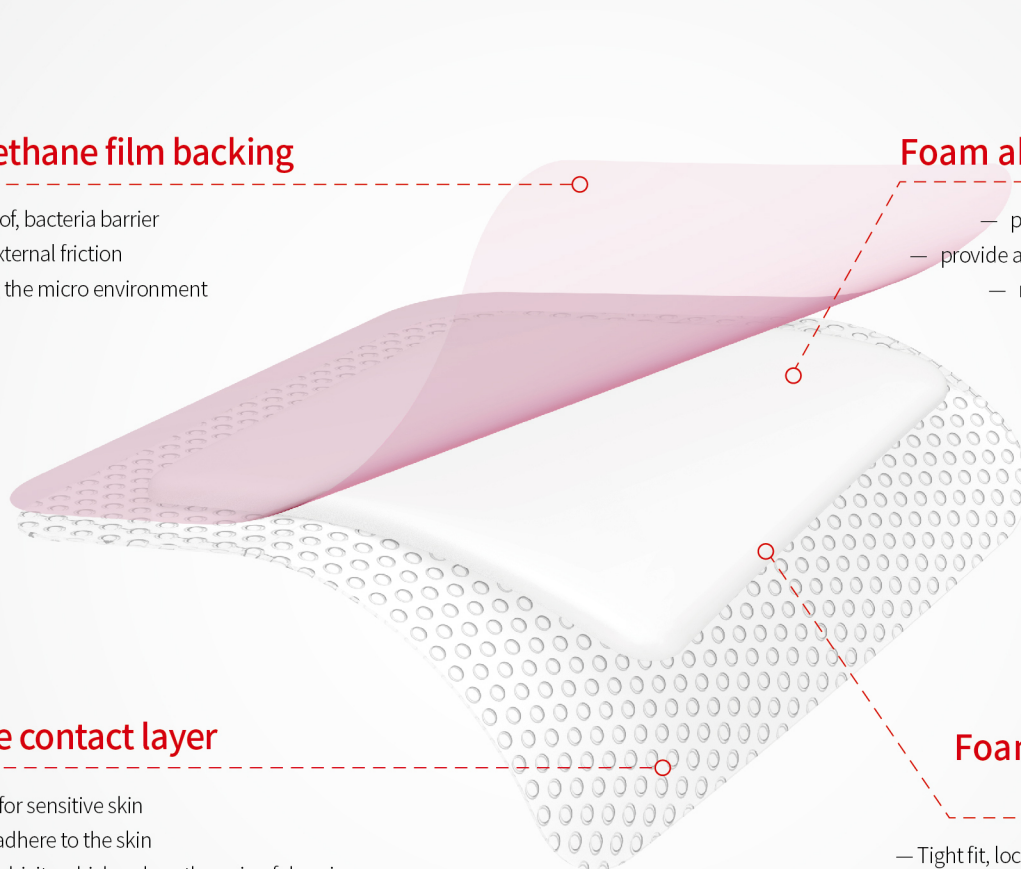 ethane film backing
of, bacteria barrier
xternal friction
the micro environment
Foam
—
— provide a
—
e contact layer
for sensitive skin
adhere to the skin
Foam
— Tight fit, loc